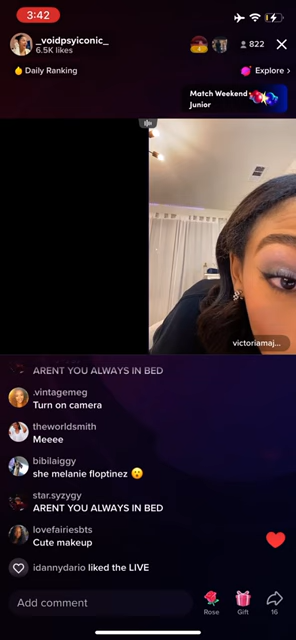 3:42
_voidpsyiconic_
6.5K likes
822
Daily Ranking
Explore >
Match Weekend
Junior
victoriamaj...
ARENT YOU ALWAYS IN BED
.vintagemeg
Turn on camera
theworldsmith
Meeee
bibilaiggy
she melanie floptinez 😮
star.syzygy
ARENT YOU ALWAYS IN BED
lovefairiesbts
Cute makeup
idannydario liked the LIVE
Add comment
Rose
Gift
16